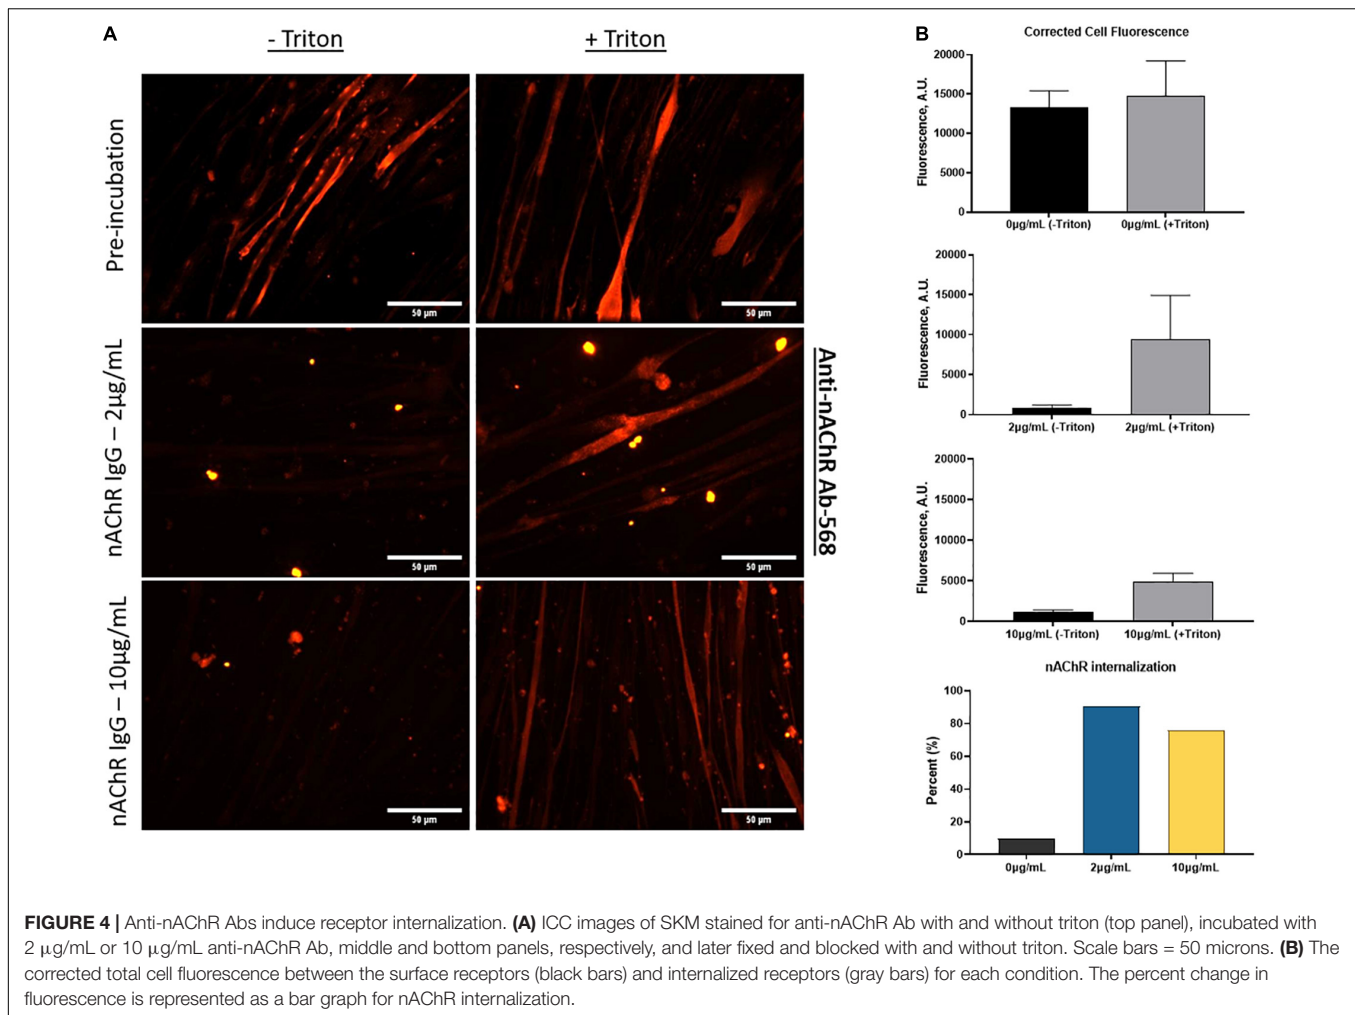 A
- Triton
+ Triton
Pre-incubation
nAChR IgG – 2µg/mL
nAChR IgG – 10µg/mL
50 µm
50 µm
50 µm
50 µm
50 µm
50 µm
Anti-nAChR Ab-568
B
Corrected Cell Fluorescence
Fluorescence, A.U.
20000
15000
10000
5000
0
0µg/mL (-Triton)
0µg/mL (+Triton)
Fluorescence, A.U.
20000
15000
10000
5000
0
2µg/mL (-Triton)
2µg/mL (+Triton)
Fluorescence, A.U.
20000
15000
10000
5000
0
10µg/mL (-Triton)
10µg/mL (+Triton)
nAChR internalization
Percent (%)
100
80
60
40
20
0
0µg/mL
2µg/mL
10µg/mL
FIGURE 4 | Anti-nAChR Abs induce receptor internalization. (A) ICC images of SKM stained for anti-nAChR Ab with and without triton (top panel), incubated with
2 µg/mL or 10 µg/mL anti-nAChR Ab, middle and bottom panels, respectively, and later fixed and blocked with and without triton. Scale bars = 50 microns. (B) The
corrected total cell fluorescence between the surface receptors (black bars) and internalized receptors (gray bars) for each condition. The percent change in
fluorescence is represented as a bar graph for nAChR internalization.